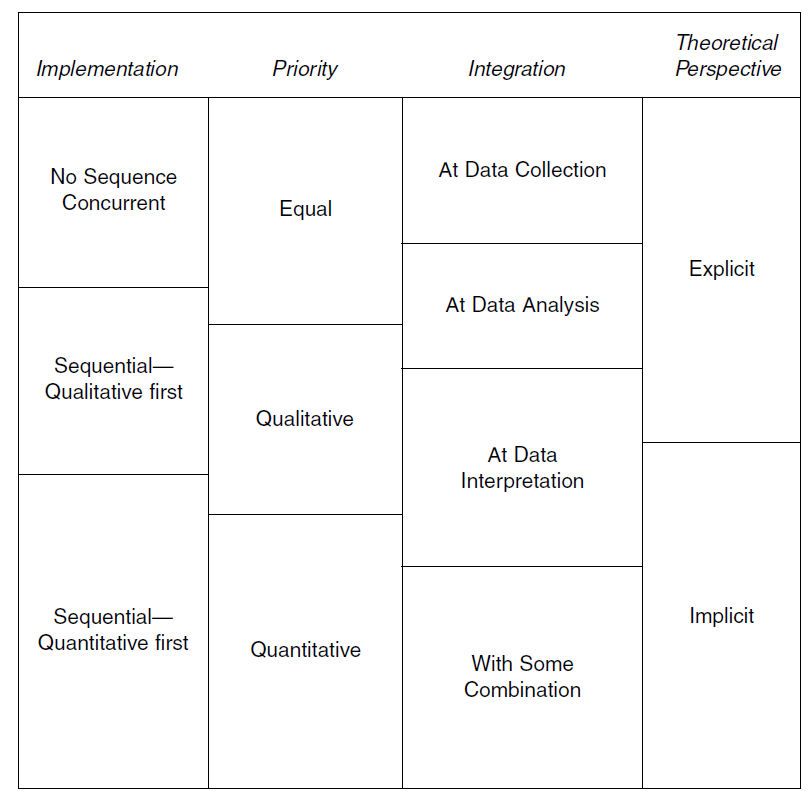 Implementation
Priority
Integration
Theoretical
Perspective
No Sequence
Concurrent
Sequential—
Qualitative first
Sequential—
Quantitative first
Equal
Qualitative
Quantitative
At Data Collection
At Data Analysis
At Data
Interpretation
With Some
Combination
Explicit
Implicit